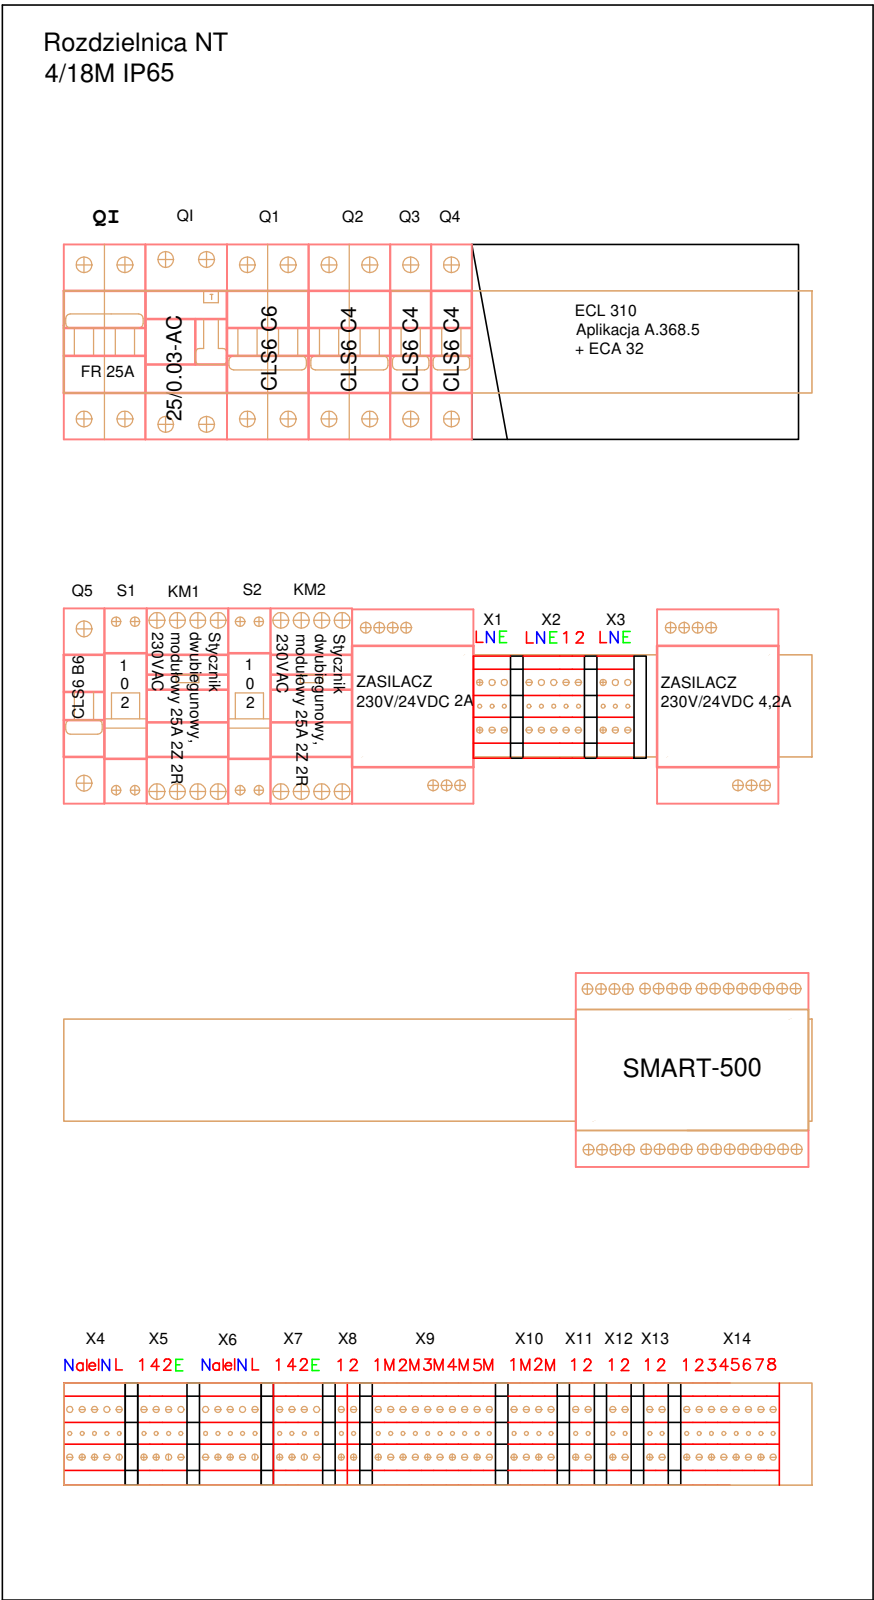 Rozdzielnica NT
4/18M IP65
QI QI Q1 Q2 Q3 Q4
FR 25A
25/0.03-AC
T
CLS6 C6
CLS6 C4
CLS6 C4
CLS6 C4
ECL 310
Aplikacja A.368.5
+ ECA 32
Q5 S1 KM1 S2 KM2
CLS6 B6
1
0
2
Stycznik
dwubiegunowy,
modułowy 25A 2Z 2R
230VAC
1
0
2
Stycznik
dwubiegunowy,
modułowy 25A 2Z 2R
230VAC
ZASILACZ
230V/24VDC 2A
X1 X2 X3
LNE LNE12 LNE
ZASILACZ
230V/24VDC 4,2A
SMART-500
X4 X5 X6 X7 X8 X9 X10 X11 X12 X13 X14
NalelNL 142E NalelNL 142E 12 1M2M3M4M5M 1M2M 12 12 12 12345678